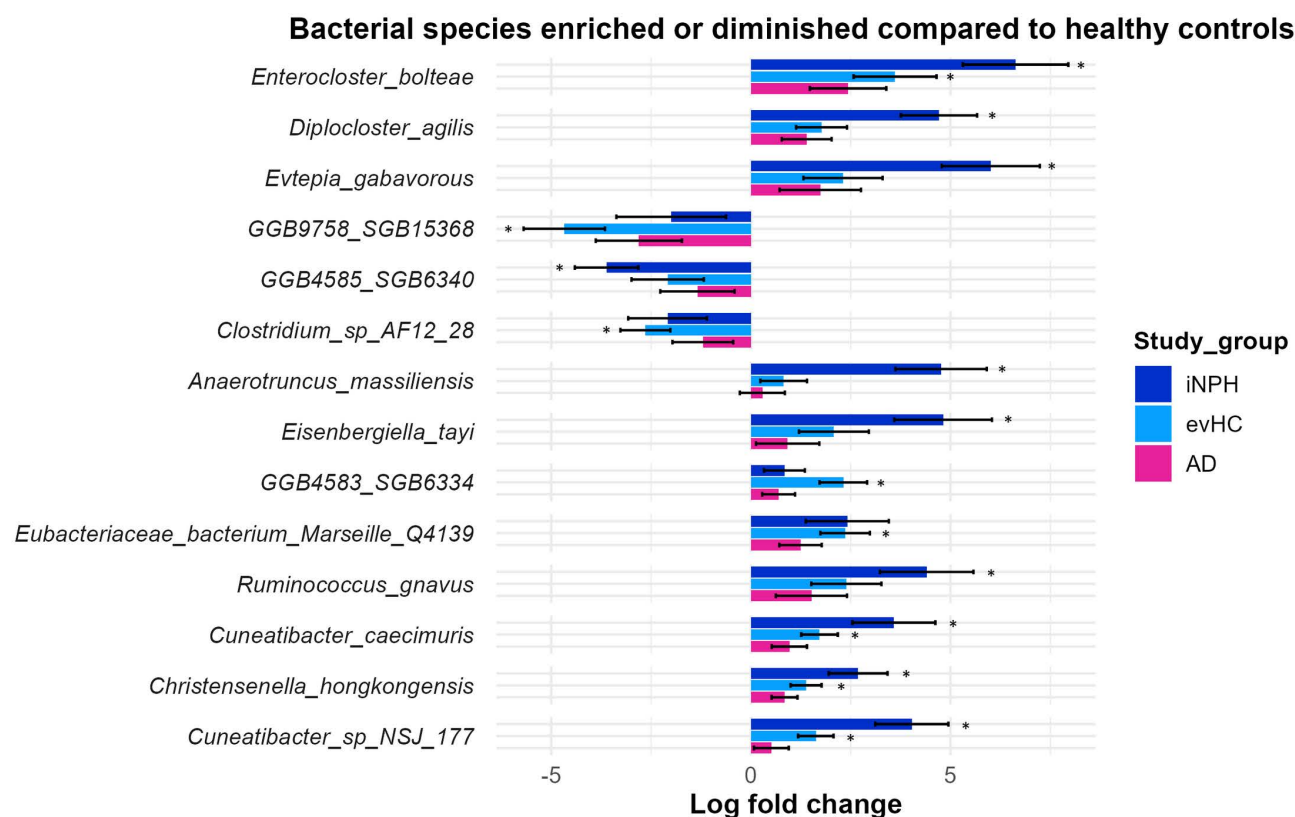 Bacterial species enriched or diminished compared to healthy controls
Enterocloster_bolteae
*
*
Diplocloster_agilis
*
Evtepia_gabavorous
*
GGB9758_SGB15368
*
GGB4585_SGB6340
*
Clostridium_sp_AF12_28
*
Anaerotruncus_massiliensis
*
Eisenbergiella_tayi
*
GGB4583_SGB6334
*
Eubacteriaceae_bacterium_Marseille_Q4139
*
Ruminococcus_gnavus
*
Cuneatibacter_caecimuris
*
*
Christensenella_hongkongensis
*
*
Cuneatibacter_sp_NSJ_177
*
*
-5 0 5
Log fold change
Study_group
iNPH
evHC
AD